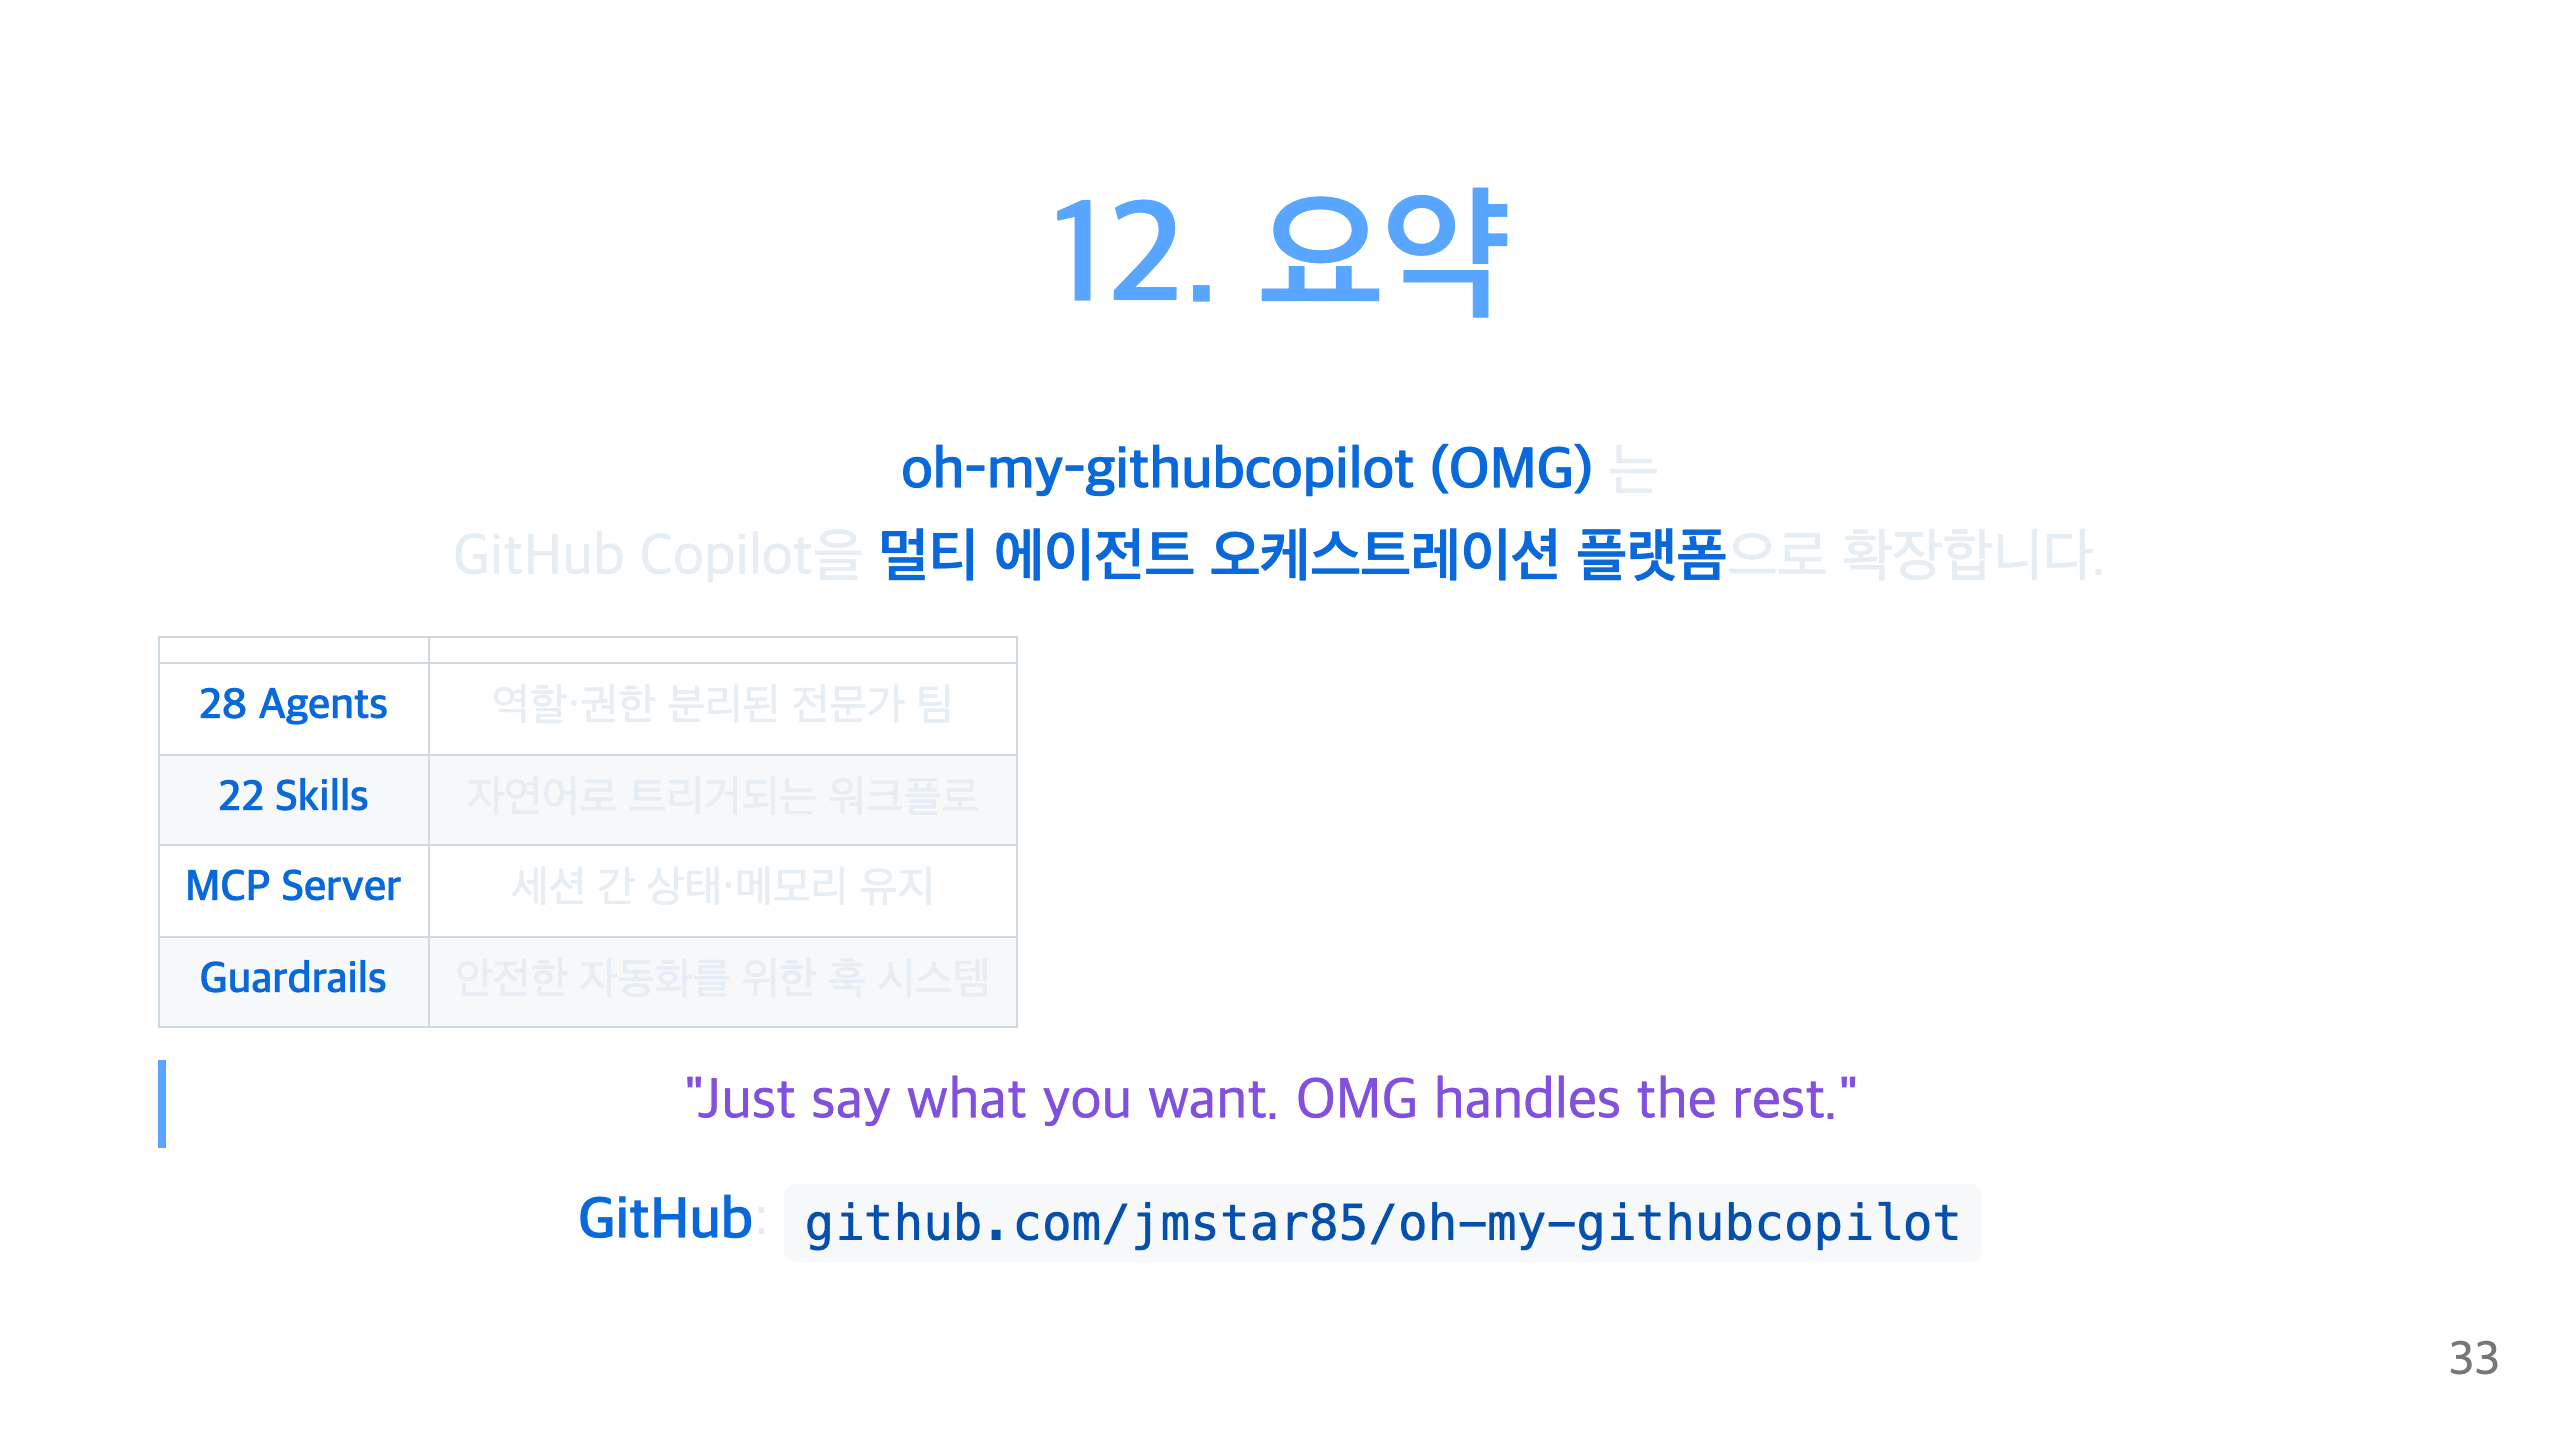 12. 요약
oh-my-githubcopilot (OMG) 는
GitHub Copilot을 멀티 에이전트 오케스트레이션 플랫폼으로 확장합니다.
28 Agents 역할·권한 분리된 전문가 팀
22 Skills 자연어로 트리거되는 워크플로
MCP Server 세션 간 상태·메모리 유지
Guardrails 안전한 자동화를 위한 훅 시스템
"Just say what you want. OMG handles the rest."
GitHub: github.com/jmstar85/oh-my-githubcopilot
33